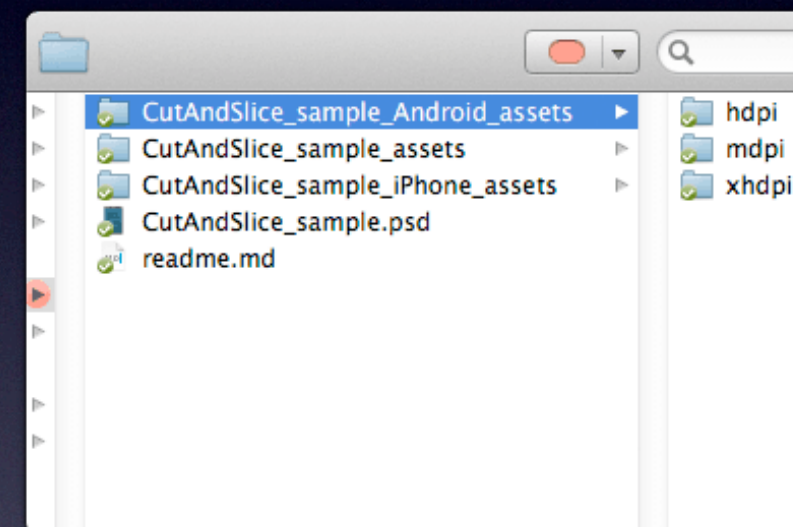 CutAndSlice_sample_Android_assets
CutAndSlice_sample_assets
CutAndSlice_sample_iPhone_assets
CutAndSlice_sample.psd
readme.md
hdpi
mdpi
xhdpi